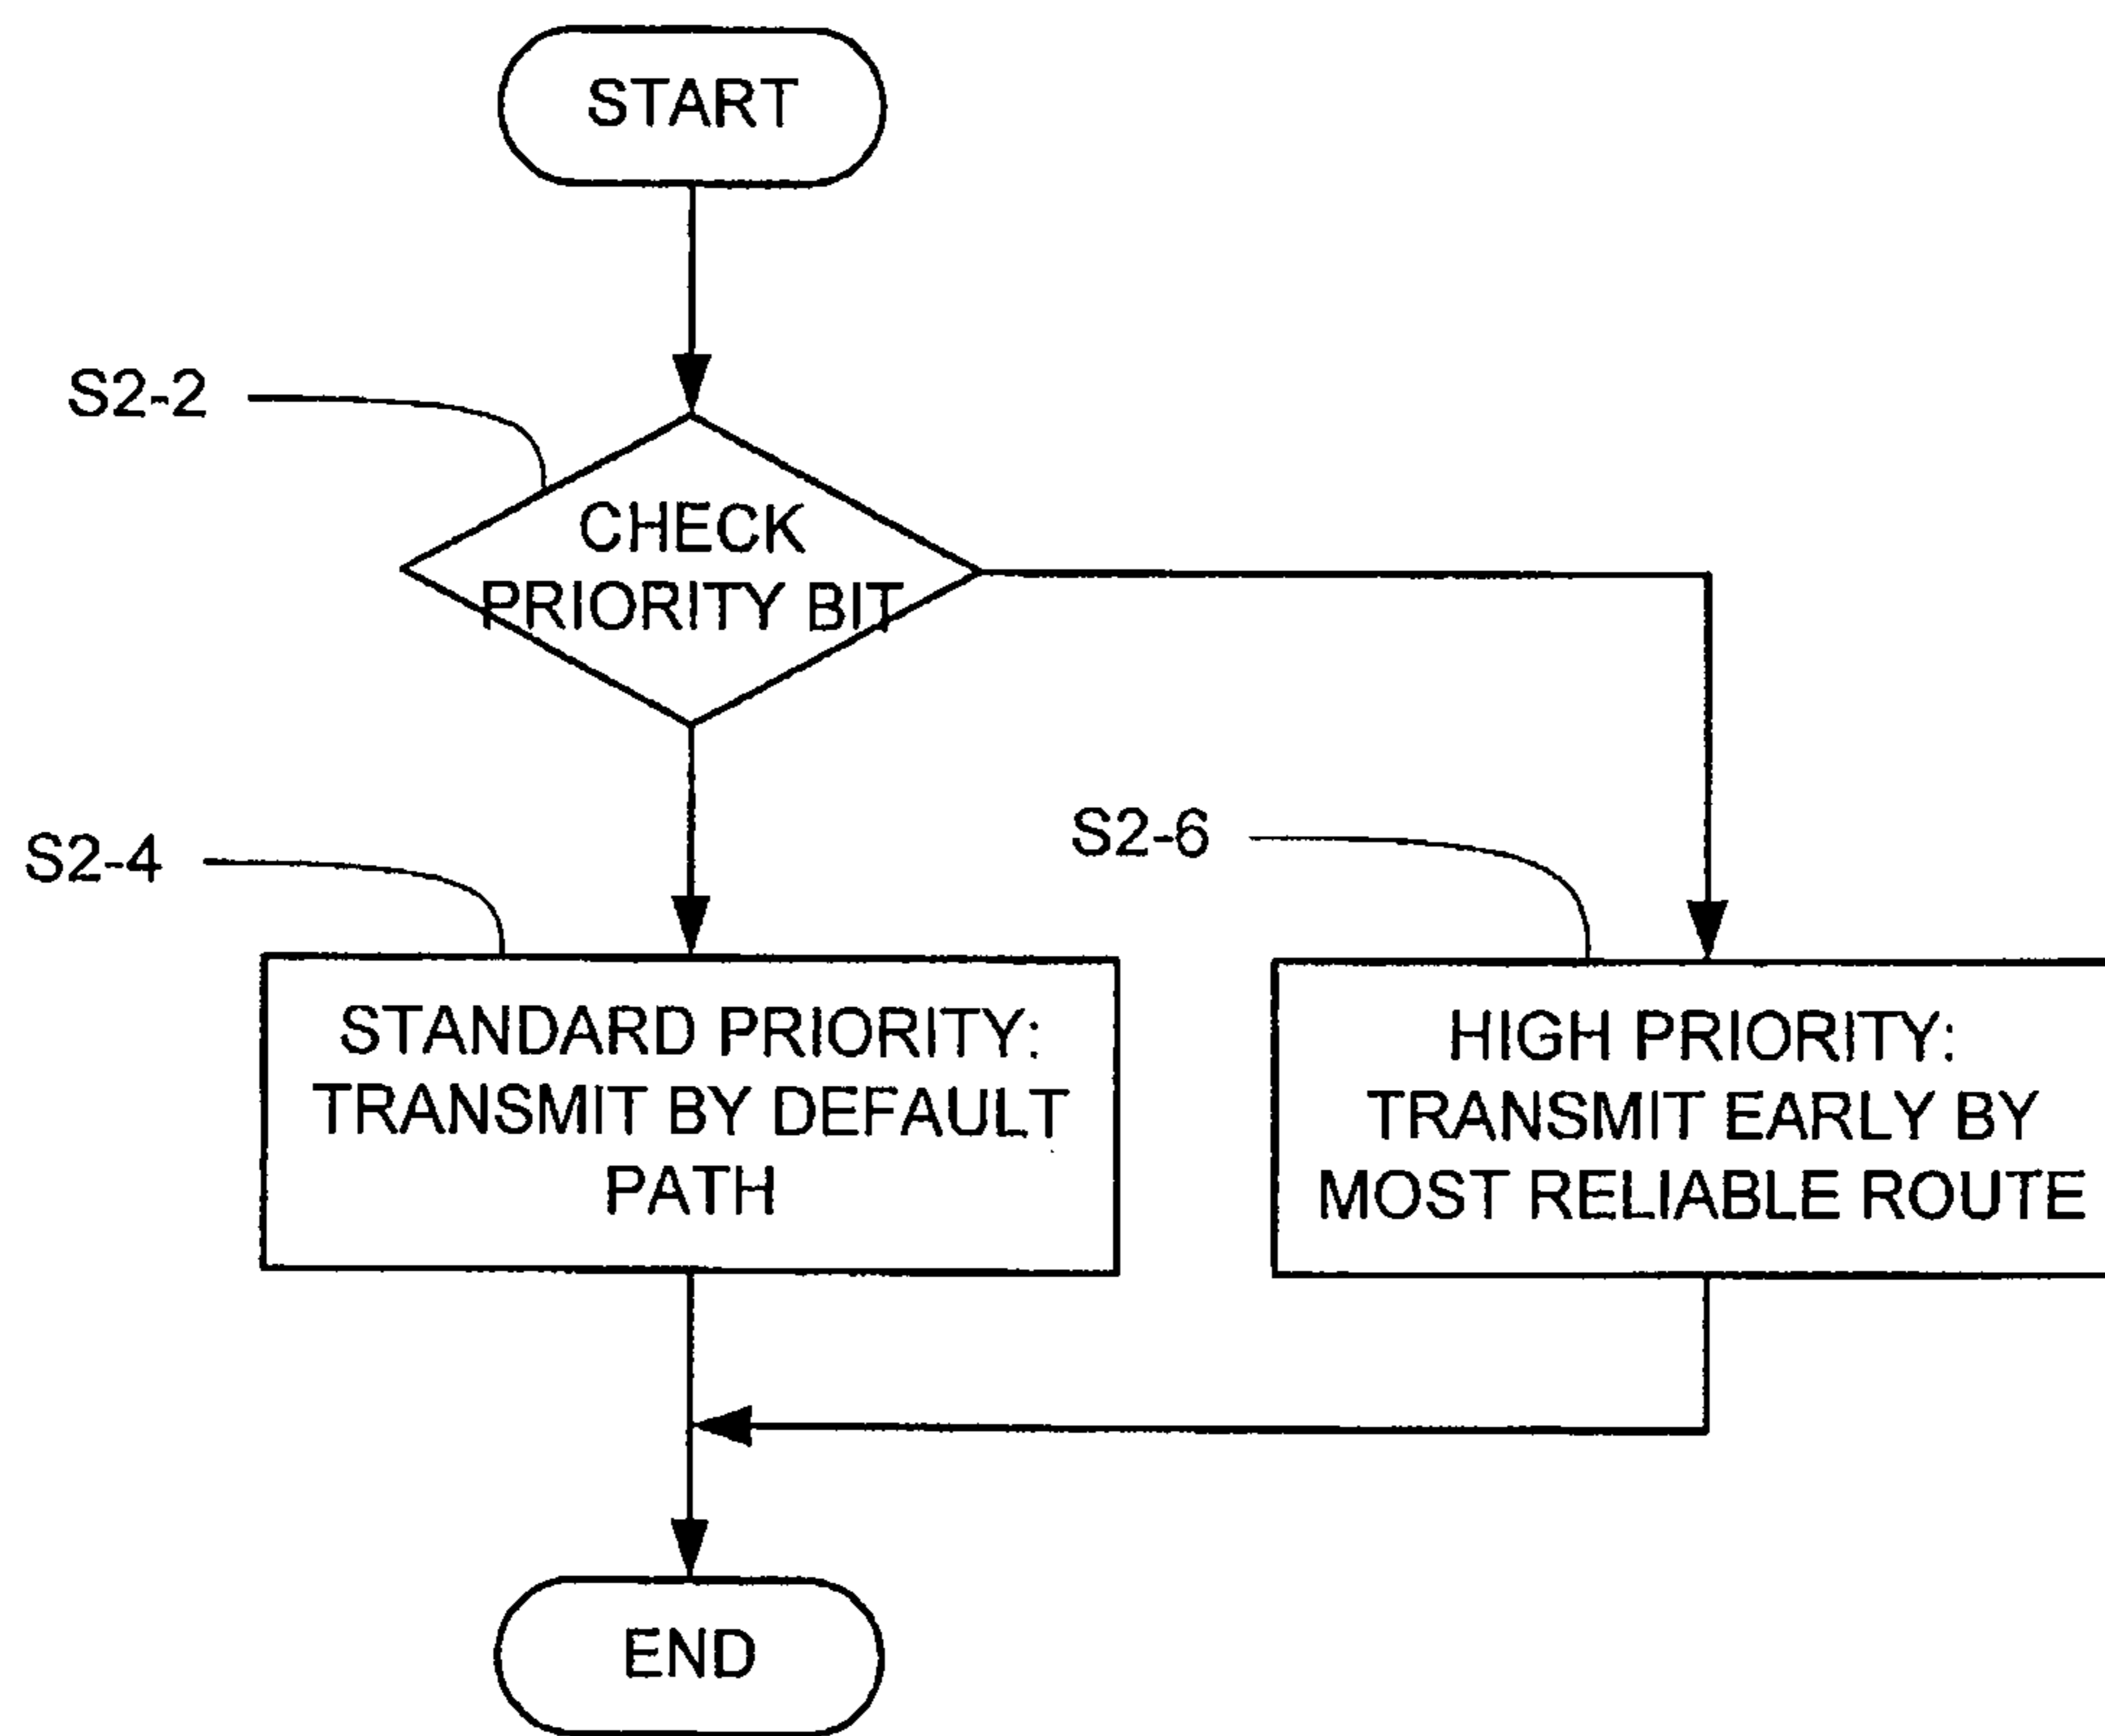 START
S2-2
CHECK
PRIORITY BIT
S2-4
S2-6
STANDARD PRIORITY:
TRANSMIT BY DEFAULT
PATH
HIGH PRIORITY:
TRANSMIT EARLY BY
MOST RELIABLE ROUTE
END